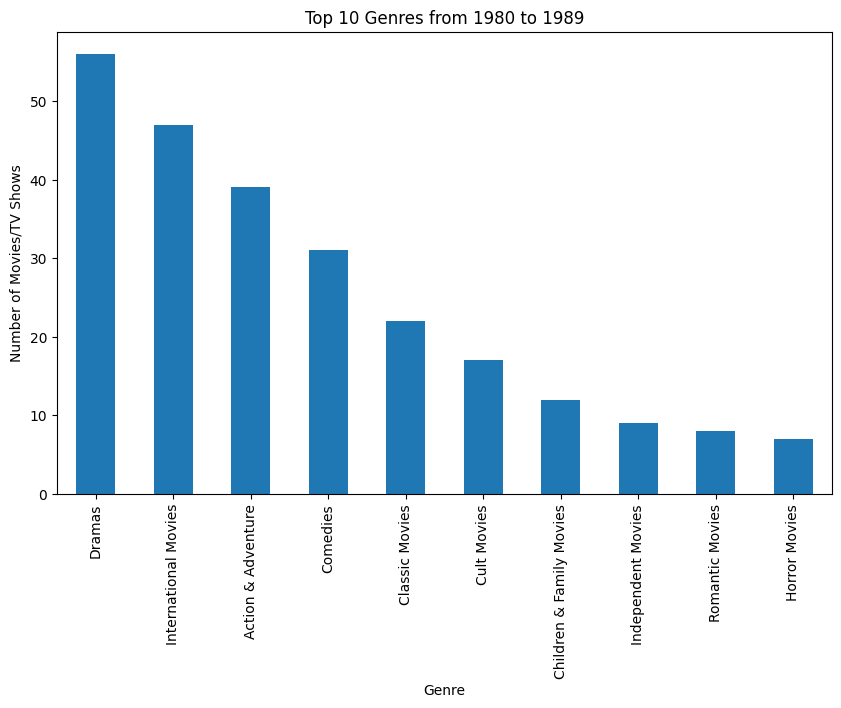 Top 10 Genres from 1980 to 1989
Number of Movies/TV Shows
50
40
30
20
10
0
Dramas
International Movies
Action & Adventure
Comedies
Classic Movies
Cult Movies
Children & Family Movies
Independent Movies
Romantic Movies
Horror Movies
Genre